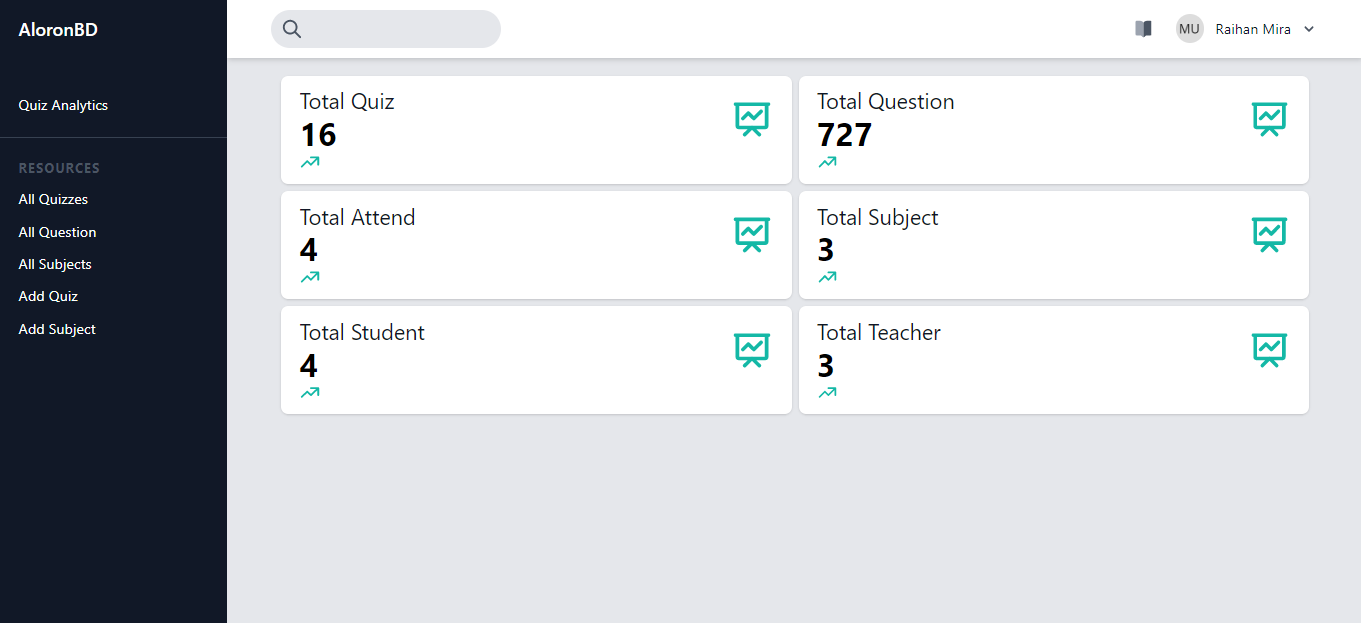 AloronBD
Quiz Analytics
RESOURCES
All Quizzes
All Question
All Subjects
Add Quiz
Add Subject
MU Raihan Mira
Total Quiz
16
Total Question
727
Total Attend
4
Total Subject
3
Total Student
4
Total Teacher
3